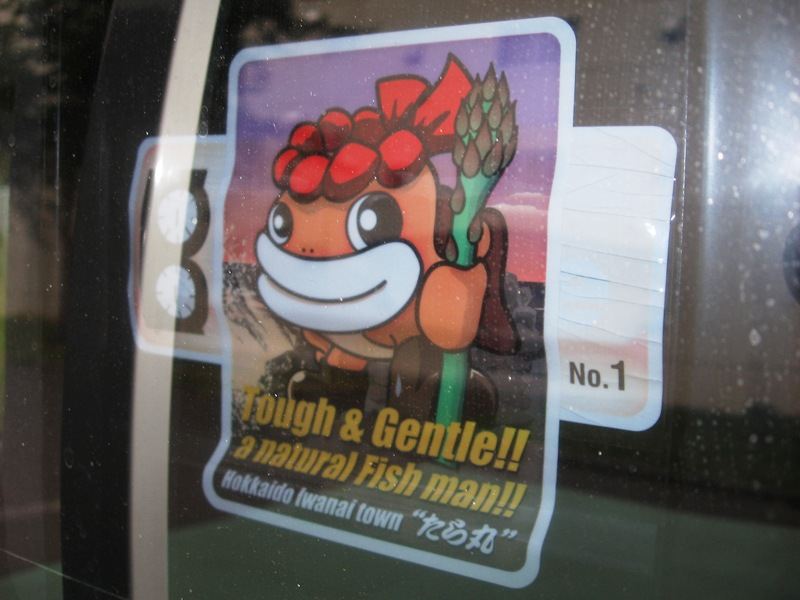 No.1
Tough & Gentle!!
a natural Fish man!!
Hokkaido Iwanai town "たら丸"